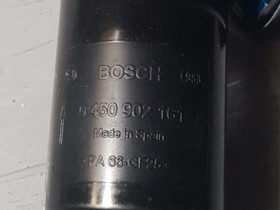 BOSCH
0 450 902 161
Made in Spain
>PA 66-GF25<